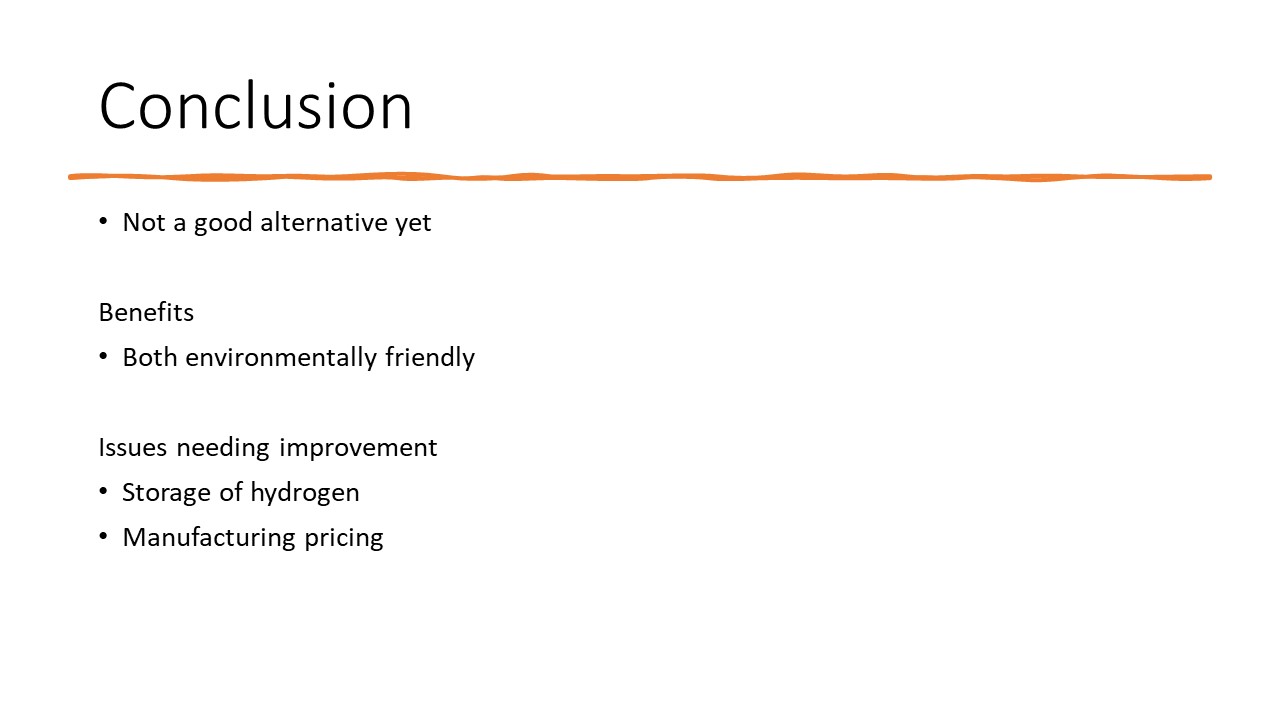 Conclusion
• Not a good alternative yet
Benefits
• Both environmentally friendly
Issues needing improvement
• Storage of hydrogen
• Manufacturing pricing